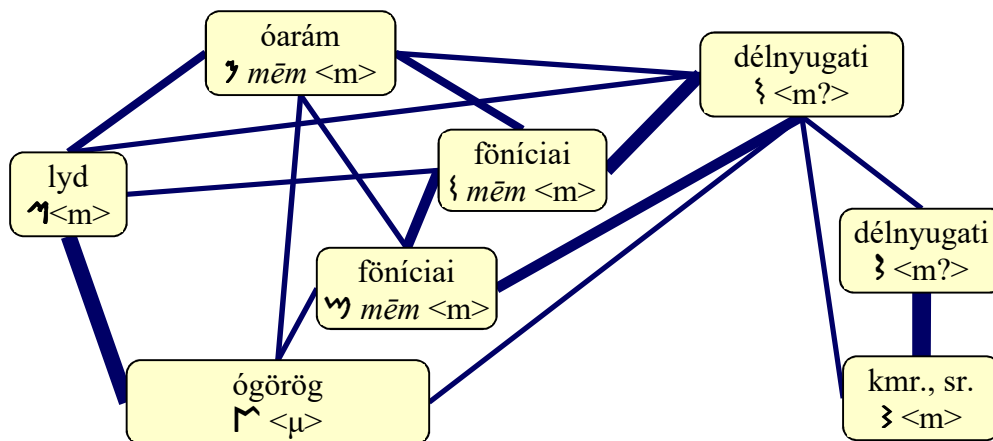 óarám
𐤌 mēm <m>
délnyugati
<m?>
föníciai
mēm <m>
lyd
<m>
délnyugati
<m?>
föníciai
mēm <m>
ógörög
<μ>
kmr., sr.
<m>